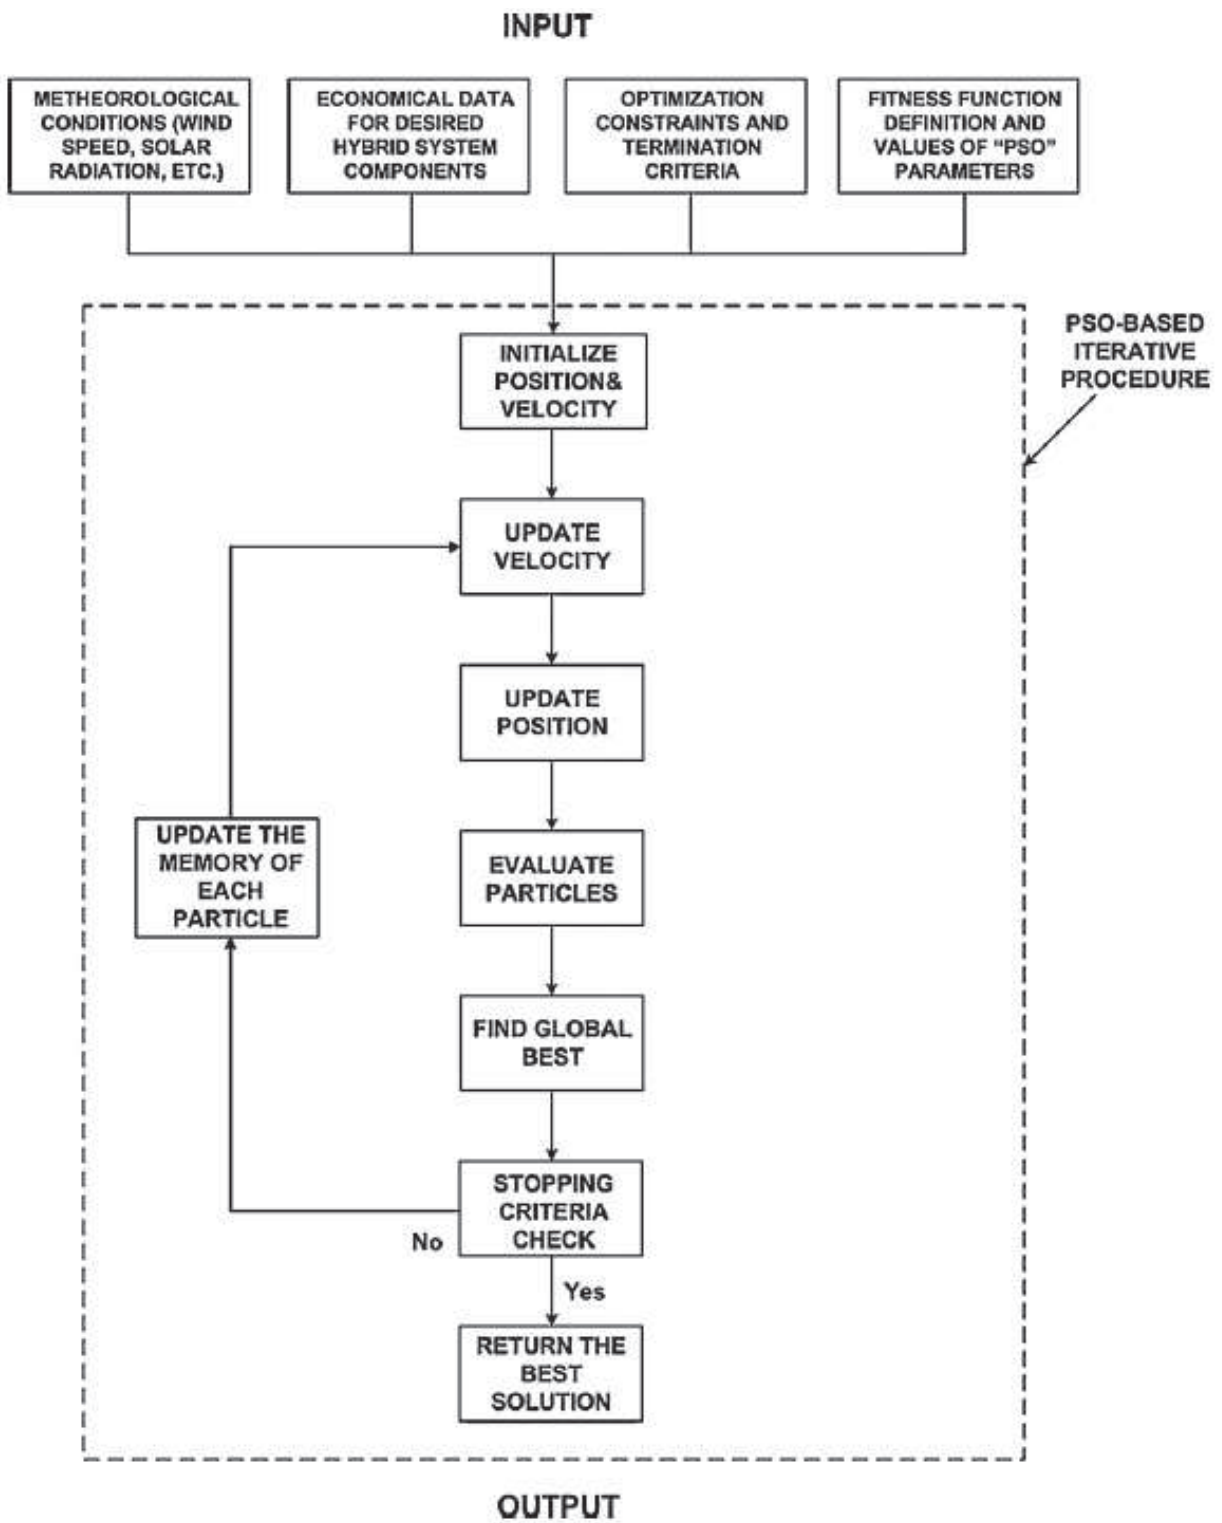 INPUT
METHEOROLOGICAL
CONDITIONS (WIND
SPEED, SOLAR
RADIATION, ETC.)
ECONOMICAL DATA
FOR DESIRED
HYBRID SYSTEM
COMPONENTS
OPTIMIZATION
CONSTRAINTS AND
TERMINATION
CRITERIA
FITNESS FUNCTION
DEFINITION AND
VALUES OF “PSO”
PARAMETERS
PSO-BASED
ITERATIVE
PROCEDURE
INITIALIZE
POSITION&
VELOCITY
UPDATE
VELOCITY
UPDATE
POSITION
UPDATE THE
MEMORY OF
EACH
PARTICLE
EVALUATE
PARTICLES
FIND GLOBAL
BEST
STOPPING
CRITERIA
CHECK
No
Yes
RETURN THE
BEST
SOLUTION
OUTPUT